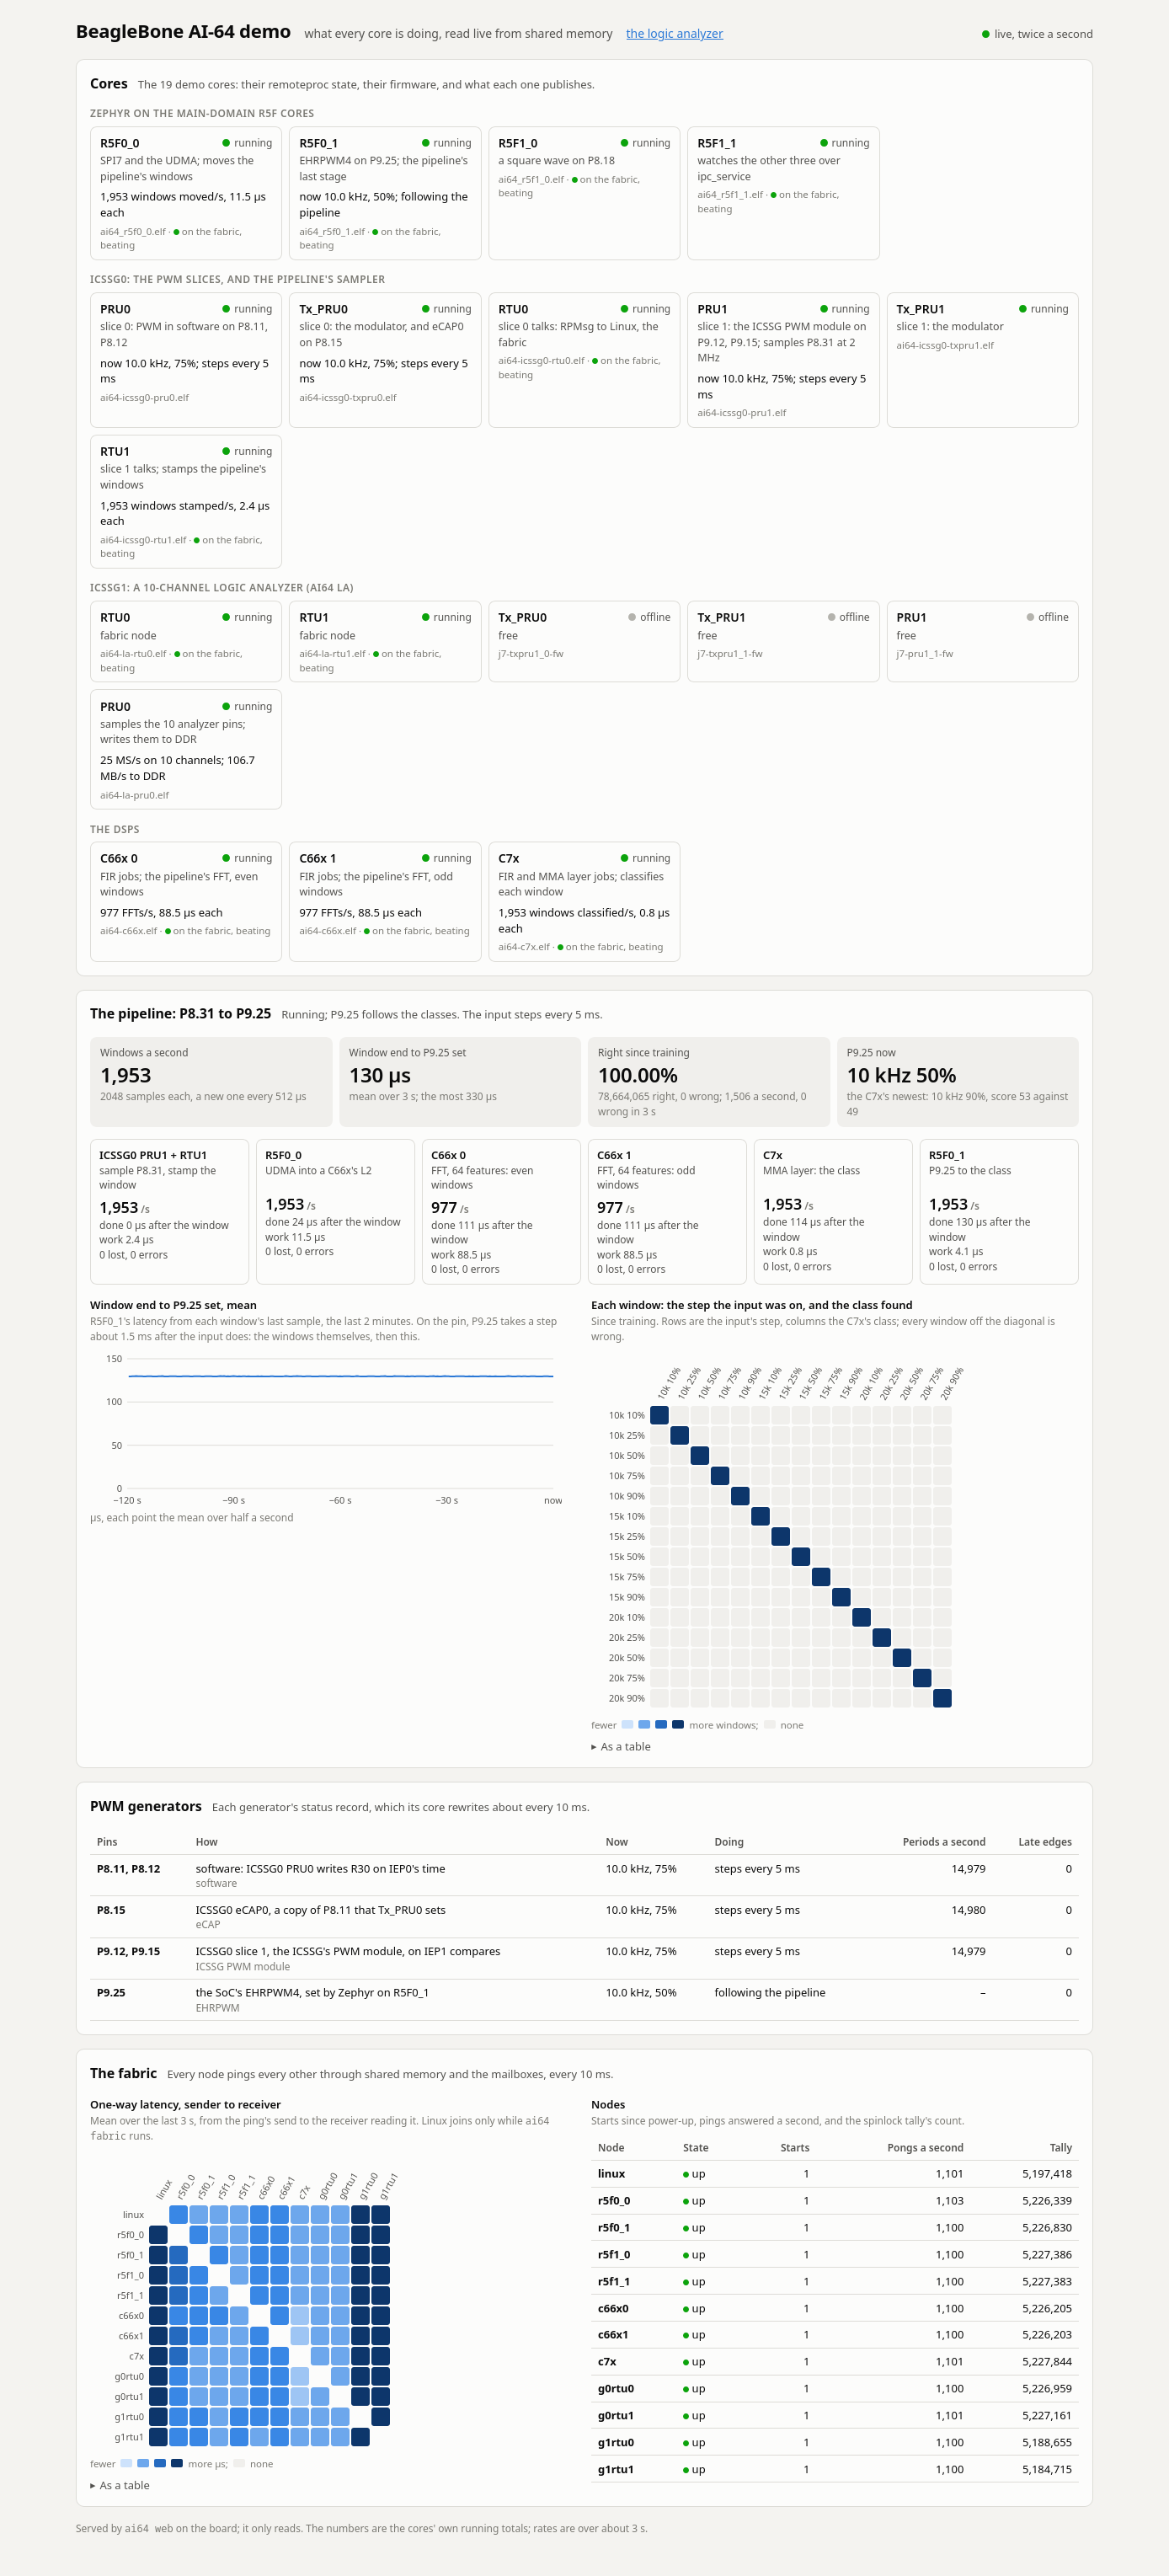 BeagleBone AI-64 demo what every core is doing, read live from shared memory the logic analyzer live, twice a second
Cores The 19 demo cores: their remoteproc state, their firmware, and what each one publishes.
ZEPHYR ON THE MAIN-DOMAIN R5F CORES
R5F0_0 running
SPI7 and the UDMA; moves the
pipeline's windows
1,953 windows moved/s, 11.5 µs
each
ai64_r5f0_0.elf · on the fabric,
beating
R5F0_1 running
EHRPWM4 on P9.25; the pipeline's
last stage
now 10.0 kHz, 50%; following the
pipeline
ai64_r5f0_1.elf · on the fabric,
beating
R5F1_0 running
a square wave on P8.18
ai64_r5f1_0.elf · on the fabric,
beating
R5F1_1 running
watches the other three over
ipc_service
ai64_r5f1_1.elf · on the fabric,
beating
ICSSG0: THE PWM SLICES, AND THE PIPELINE'S SAMPLER
PRU0 running
slice 0: PWM in software on P8.11,
P8.12
now 10.0 kHz, 75%; steps every 5
ms
ai64-icssg0-pru0.elf
Tx_PRU0 running
slice 0: the modulator, and eCAP0
on P8.15
now 10.0 kHz, 75%; steps every 5
ms
ai64-icssg0-txpru0.elf
RTU0 running
slice 0 talks: RPMsg to Linux, the
fabric
ai64-icssg0-rtu0.elf · on the fabric,
beating
PRU1 running
slice 1: the ICSSG PWM module on
P9.12, P9.15; samples P8.31 at 2
MHz
now 10.0 kHz, 75%; steps every 5
ms
ai64-icssg0-pru1.elf
Tx_PRU1 running
slice 1: the modulator
ai64-icssg0-txpru1.elf
RTU1 running
slice 1 talks; stamps the pipeline's
windows
1,953 windows stamped/s, 2.4 µs
each
ai64-icssg0-rtu1.elf · on the fabric,
beating
ICSSG1: A 10-CHANNEL LOGIC ANALYZER (AI64 LA)
RTU0 running
fabric node
ai64-la-rtu0.elf · on the fabric,
beating
RTU1 running
fabric node
ai64-la-rtu1.elf · on the fabric,
beating
Tx_PRU0 offline
free
j7-txpru1_0-fw
Tx_PRU1 offline
free
j7-txpru1_1-fw
PRU1 offline
free
j7-pru1_1-fw
PRU0 running
samples the 10 analyzer pins;
writes them to DDR
25 MS/s on 10 channels; 106.7
MB/s to DDR
ai64-la-pru0.elf
THE DSPS
C66x 0 running
FIR jobs; the pipeline's FFT, even
windows
977 FFTs/s, 88.5 µs each
ai64-c66x.elf · on the fabric, beating
C66x 1 running
FIR jobs; the pipeline's FFT, odd
windows
977 FFTs/s, 88.5 µs each
ai64-c66x.elf · on the fabric, beating
C7x running
FIR and MMA layer jobs; classifies
each window
1,953 windows classified/s, 0.8 µs
each
ai64-c7x.elf · on the fabric, beating
The pipeline: P8.31 to P9.25 Running; P9.25 follows the classes. The input steps every 5 ms.
Windows a second
1,953
2048 samples each, a new one every 512 µs
Window end to P9.25 set
130 µs
mean over 3 s; the most 330 µs
Right since training
100.00%
78,664,065 right, 0 wrong; 1,506 a second, 0
wrong in 3 s
P9.25 now
10 kHz 50%
the C7x's newest: 10 kHz 90%, score 53 against
49
ICSSG0 PRU1 + RTU1
sample P8.31, stamp the
window
1,953 /s
done 0 µs after the window
work 2.4 µs
0 lost, 0 errors
R5F0_0
UDMA into a C66x's L2
1,953 /s
done 24 µs after the window
work 11.5 µs
0 lost, 0 errors
C66x 0
FFT, 64 features: even
windows
977 /s
done 111 µs after the
window
work 88.5 µs
0 lost, 0 errors
C66x 1
FFT, 64 features: odd
windows
977 /s
done 111 µs after the
window
work 88.5 µs
0 lost, 0 errors
C7x
MMA layer: the class
1,953 /s
done 114 µs after the
window
work 0.8 µs
0 lost, 0 errors
R5F0_1
P9.25 to the class
1,953 /s
done 130 µs after the
window
work 4.1 µs
0 lost, 0 errors
Window end to P9.25 set, mean
R5F0_1's latency from each window's last sample, the last 2 minutes. On the pin, P9.25 takes a step
about 1.5 ms after the input does: the windows themselves, then this.
150
100
50
0
−120 s −90 s −60 s −30 s now
µs, each point the mean over half a second
Each window: the step the input was on, and the class found
Since training. Rows are the input's step, columns the C7x's class; every window off the diagonal is
wrong.
10k 10% 10k 25% 10k 50% 10k 75% 10k 90% 15k 10% 15k 25% 15k 50% 15k 75% 15k 90% 20k 10% 20k 25% 20k 50% 20k 75% 20k 90%
10k 10%
10k 25%
10k 50%
10k 75%
10k 90%
15k 10%
15k 25%
15k 50%
15k 75%
15k 90%
20k 10%
20k 25%
20k 50%
20k 75%
20k 90%
fewer more windows; none
▸ As a table
PWM generators Each generator's status record, which its core rewrites about every 10 ms.
Pins How Now Doing Periods a second Late edges
P8.11, P8.12 software: ICSSG0 PRU0 writes R30 on IEP0's time 10.0 kHz, 75% steps every 5 ms 14,979 0
software
P8.15 ICSSG0 eCAP0, a copy of P8.11 that Tx_PRU0 sets 10.0 kHz, 75% steps every 5 ms 14,980 0
eCAP
P9.12, P9.15 ICSSG0 slice 1, the ICSSG's PWM module, on IEP1 compares 10.0 kHz, 75% steps every 5 ms 14,979 0
ICSSG PWM module
P9.25 the SoC's EHRPWM4, set by Zephyr on R5F0_1 10.0 kHz, 50% following the pipeline – 0
EHRPWM
The fabric Every node pings every other through shared memory and the mailboxes, every 10 ms.
One-way latency, sender to receiver
Mean over the last 3 s, from the ping's send to the receiver reading it. Linux joins only while ai64
fabric runs.
linux r5f0_0 r5f0_1 r5f1_0 r5f1_1 c66x0 c66x1 c7x g0rtu0 g0rtu1 g1rtu0 g1rtu1
linux
r5f0_0
r5f0_1
r5f1_0
r5f1_1
c66x0
c66x1
c7x
g0rtu0
g0rtu1
g1rtu0
g1rtu1
fewer more µs; none
▸ As a table
Nodes
Starts since power-up, pings answered a second, and the spinlock tally's count.
Node State Starts Pongs a second Tally
linux up 1 1,101 5,197,418
r5f0_0 up 1 1,103 5,226,339
r5f0_1 up 1 1,100 5,226,830
r5f1_0 up 1 1,100 5,227,386
r5f1_1 up 1 1,100 5,227,383
c66x0 up 1 1,100 5,226,205
c66x1 up 1 1,100 5,226,203
c7x up 1 1,101 5,227,844
g0rtu0 up 1 1,100 5,226,959
g0rtu1 up 1 1,101 5,227,161
g1rtu0 up 1 1,100 5,188,655
g1rtu1 up 1 1,100 5,184,715
Served by ai64 web on the board; it only reads. The numbers are the cores' own running totals; rates are over about 3 s.